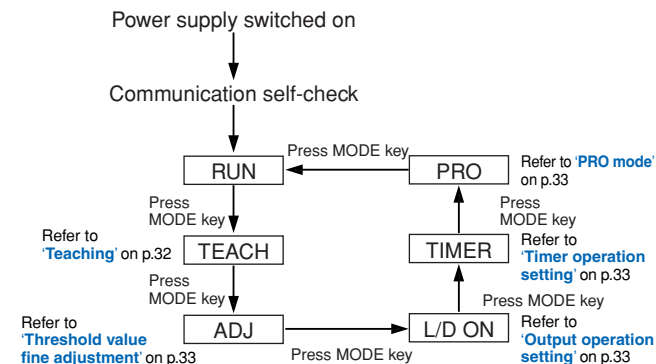 Power supply switched on
Communication self-check
RUN
Press MODE key
PRO
Refer to 'PRO mode'
on p.33
Press
MODE key
Press
MODE key
Refer to
'Teaching' on p.32
TEACH
TIMER
Refer to
'Timer operation
setting' on p.33
Press
MODE key
Press MODE key
Refer to
'Threshold value
fine adjustment' on p.33
ADJ
Press MODE key
L/D ON
Refer to
'Output operation
setting' on p.33